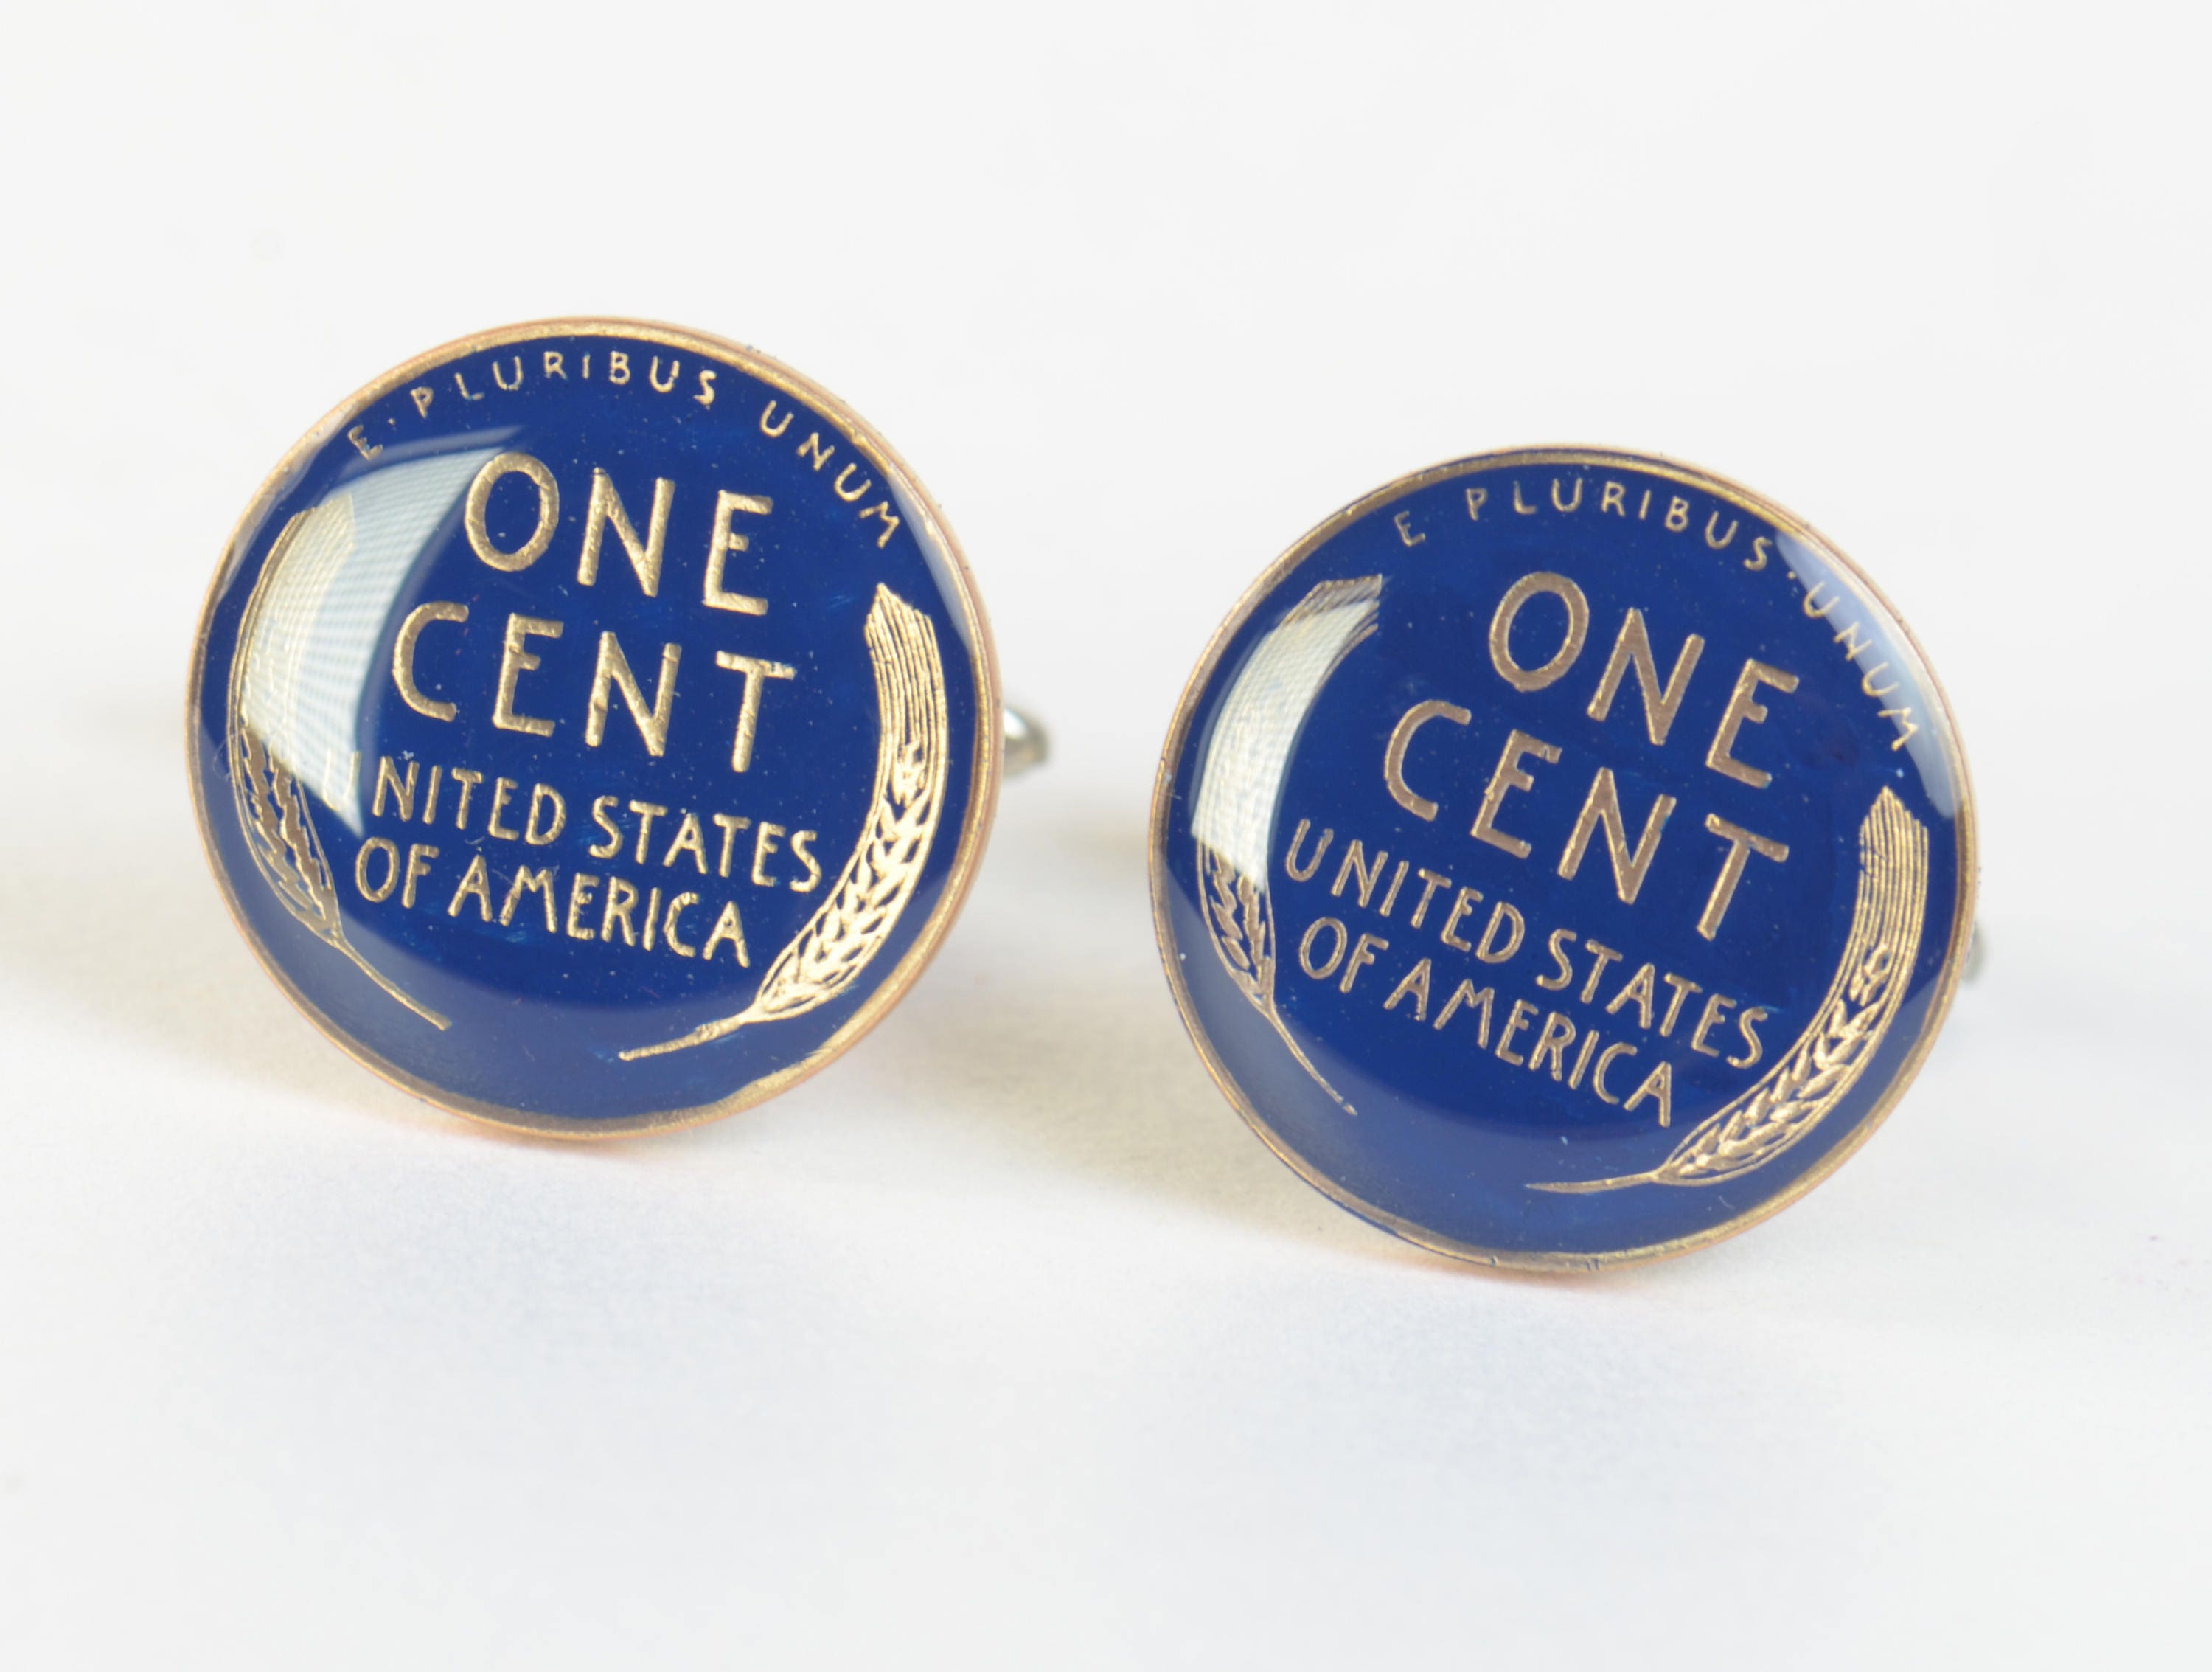 E · PLURIBUS UNUM
ONE
CENT
UNITED STATES
OF AMERICA
E PLURIBUS · UNUM
ONE
CENT
UNITED STATES
OF AMERICA